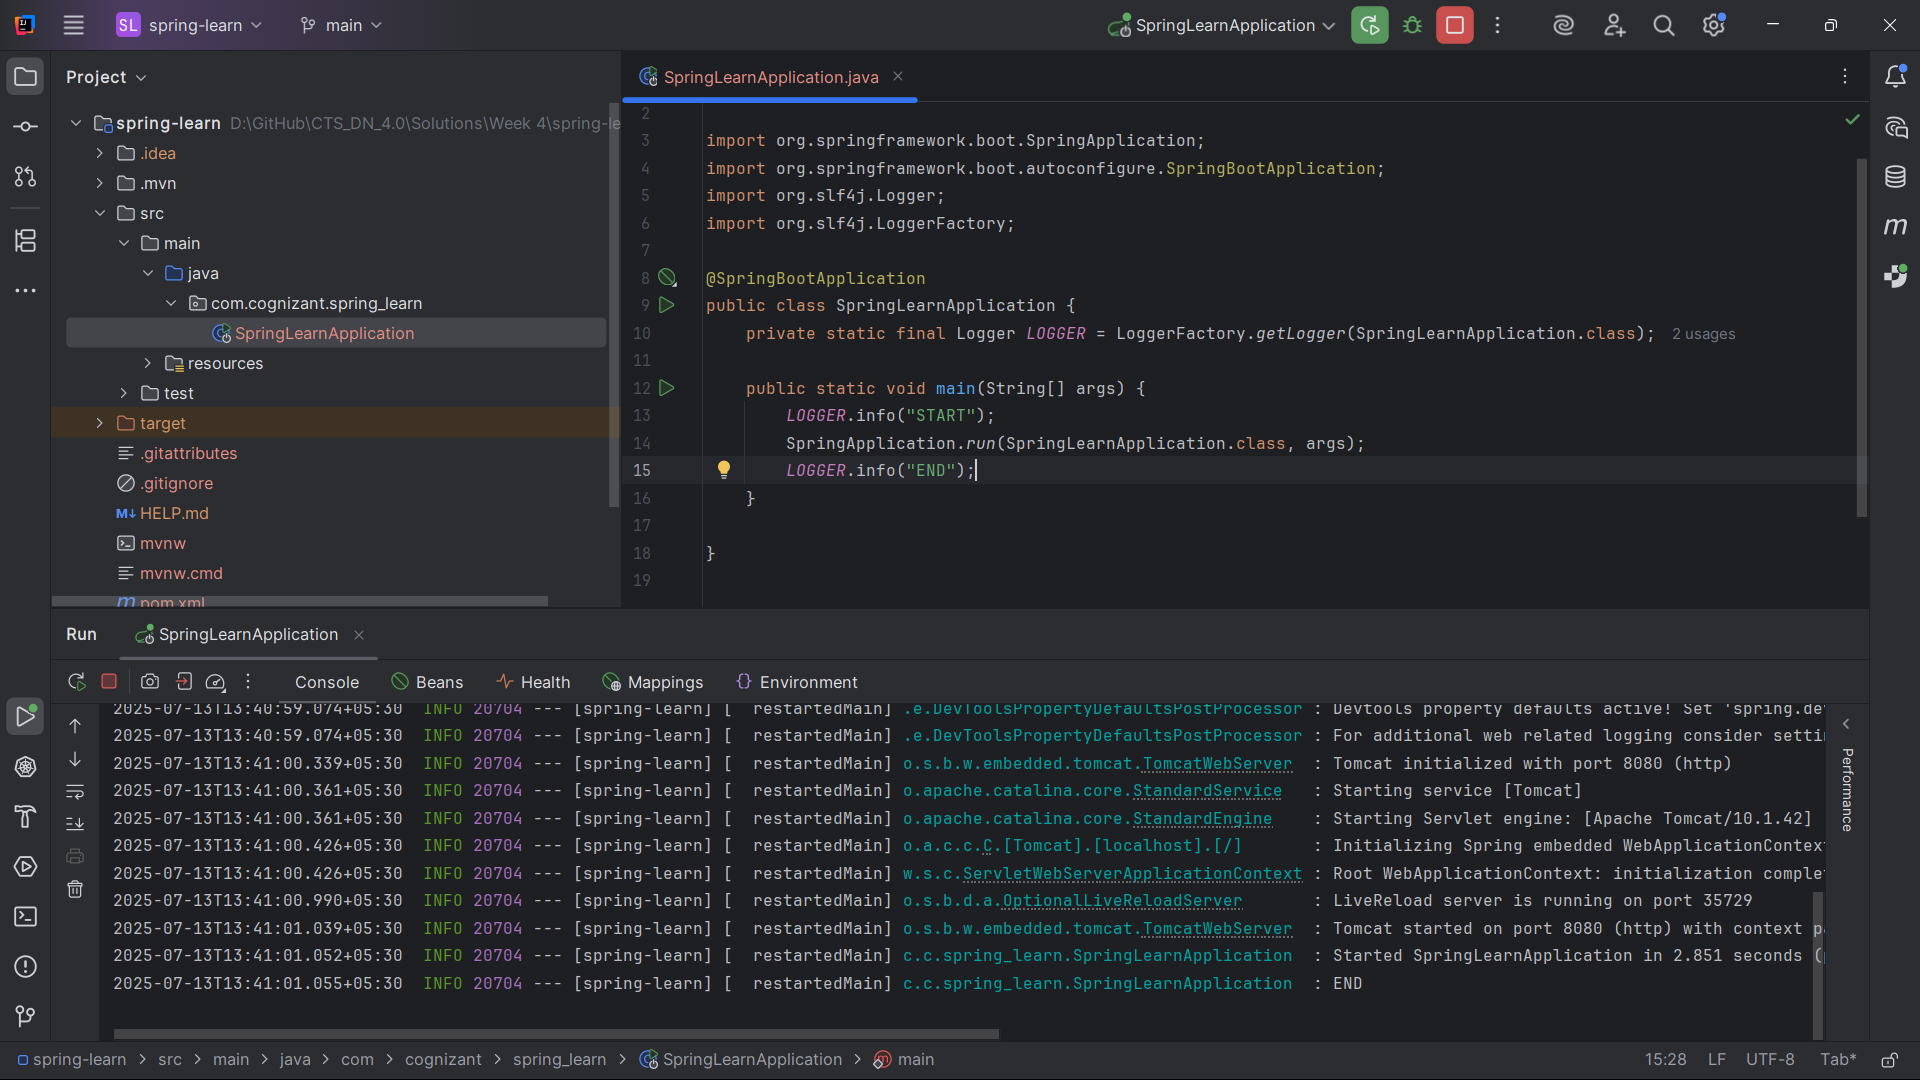 SL spring-learn main SpringLearnApplication
Project
spring-learn D:\GitHub\CTS_DN_4.0\Solutions\Week 4\spring-le
.idea
.mvn
src
main
java
com.cognizant.spring_learn
SpringLearnApplication
resources
test
target
.gitattributes
.gitignore
M↓ HELP.md
mvnw
mvnw.cmd
m pom.xml
SpringLearnApplication.java
2
3 import org.springframework.boot.SpringApplication;
4 import org.springframework.boot.autoconfigure.SpringBootApplication;
5 import org.slf4j.Logger;
6 import org.slf4j.LoggerFactory;
7
8 @SpringBootApplication
9 public class SpringLearnApplication {
10 private static final Logger LOGGER = LoggerFactory.getLogger(SpringLearnApplication.class); 2 usages
11
12 public static void main(String[] args) {
13 LOGGER.info("START");
14 SpringApplication.run(SpringLearnApplication.class, args);
15 LOGGER.info("END");
16 }
17
18 }
19
m
Run SpringLearnApplication
Console Beans Health Mappings Environment
2025-07-13T13:40:59.074+05:30 INFO 20704 --- [spring-learn] [ restartedMain] .e.DevToolsPropertyDefaultsPostProcessor : Devtools property defaults active! Set 'spring.de
2025-07-13T13:40:59.074+05:30 INFO 20704 --- [spring-learn] [ restartedMain] .e.DevToolsPropertyDefaultsPostProcessor : For additional web related logging consider setti
2025-07-13T13:41:00.339+05:30 INFO 20704 --- [spring-learn] [ restartedMain] o.s.b.w.embedded.tomcat.TomcatWebServer : Tomcat initialized with port 8080 (http)
2025-07-13T13:41:00.361+05:30 INFO 20704 --- [spring-learn] [ restartedMain] o.apache.catalina.core.StandardService : Starting service [Tomcat]
2025-07-13T13:41:00.361+05:30 INFO 20704 --- [spring-learn] [ restartedMain] o.apache.catalina.core.StandardEngine : Starting Servlet engine: [Apache Tomcat/10.1.42]
2025-07-13T13:41:00.426+05:30 INFO 20704 --- [spring-learn] [ restartedMain] o.a.c.c.C.[Tomcat].[localhost].[/] : Initializing Spring embedded WebApplicationContext
2025-07-13T13:41:00.426+05:30 INFO 20704 --- [spring-learn] [ restartedMain] w.s.c.ServletWebServerApplicationContext : Root WebApplicationContext: initialization comple
2025-07-13T13:41:00.990+05:30 INFO 20704 --- [spring-learn] [ restartedMain] o.s.b.d.a.OptionalLiveReloadServer : LiveReload server is running on port 35729
2025-07-13T13:41:01.039+05:30 INFO 20704 --- [spring-learn] [ restartedMain] o.s.b.w.embedded.tomcat.TomcatWebServer : Tomcat started on port 8080 (http) with context p
2025-07-13T13:41:01.052+05:30 INFO 20704 --- [spring-learn] [ restartedMain] c.c.spring_learn.SpringLearnApplication : Started SpringLearnApplication in 2.851 seconds (
2025-07-13T13:41:01.055+05:30 INFO 20704 --- [spring-learn] [ restartedMain] c.c.spring_learn.SpringLearnApplication : END
Performance
spring-learn > src > main > java > com > cognizant > spring_learn > SpringLearnApplication > main 15:28 LF UTF-8 Tab*